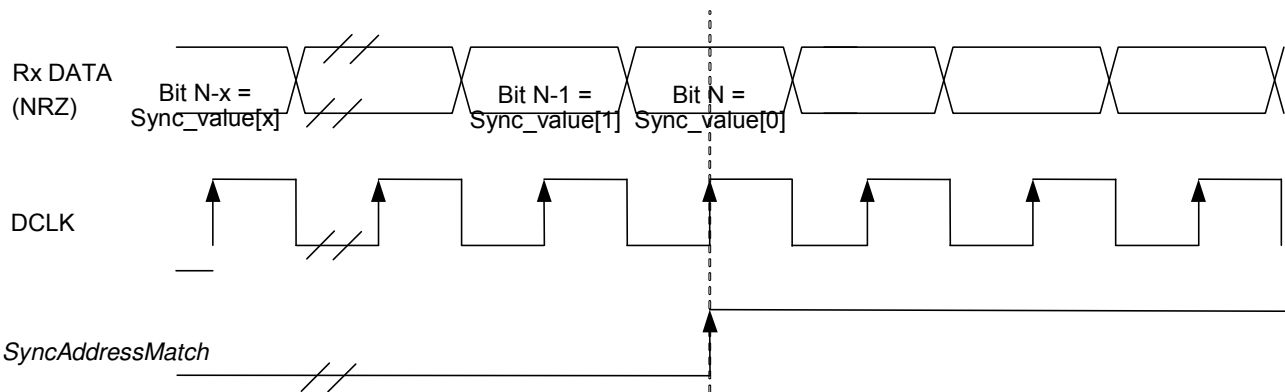 Rx DATA
(NRZ)
Bit N-x =
Sync_value[x]
Bit N-1 =
Sync_value[1]
Bit N =
Sync_value[0]
DCLK
SyncAddressMatch